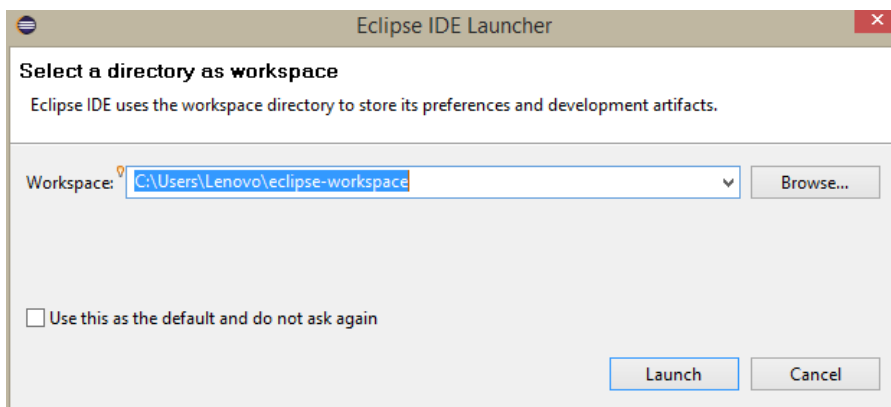 Eclipse IDE Launcher
Select a directory as workspace
Eclipse IDE uses the workspace directory to store its preferences and development artifacts.
Workspace: C:\Users\Lenovo\eclipse-workspace Browse...
Use this as the default and do not ask again
Launch Cancel